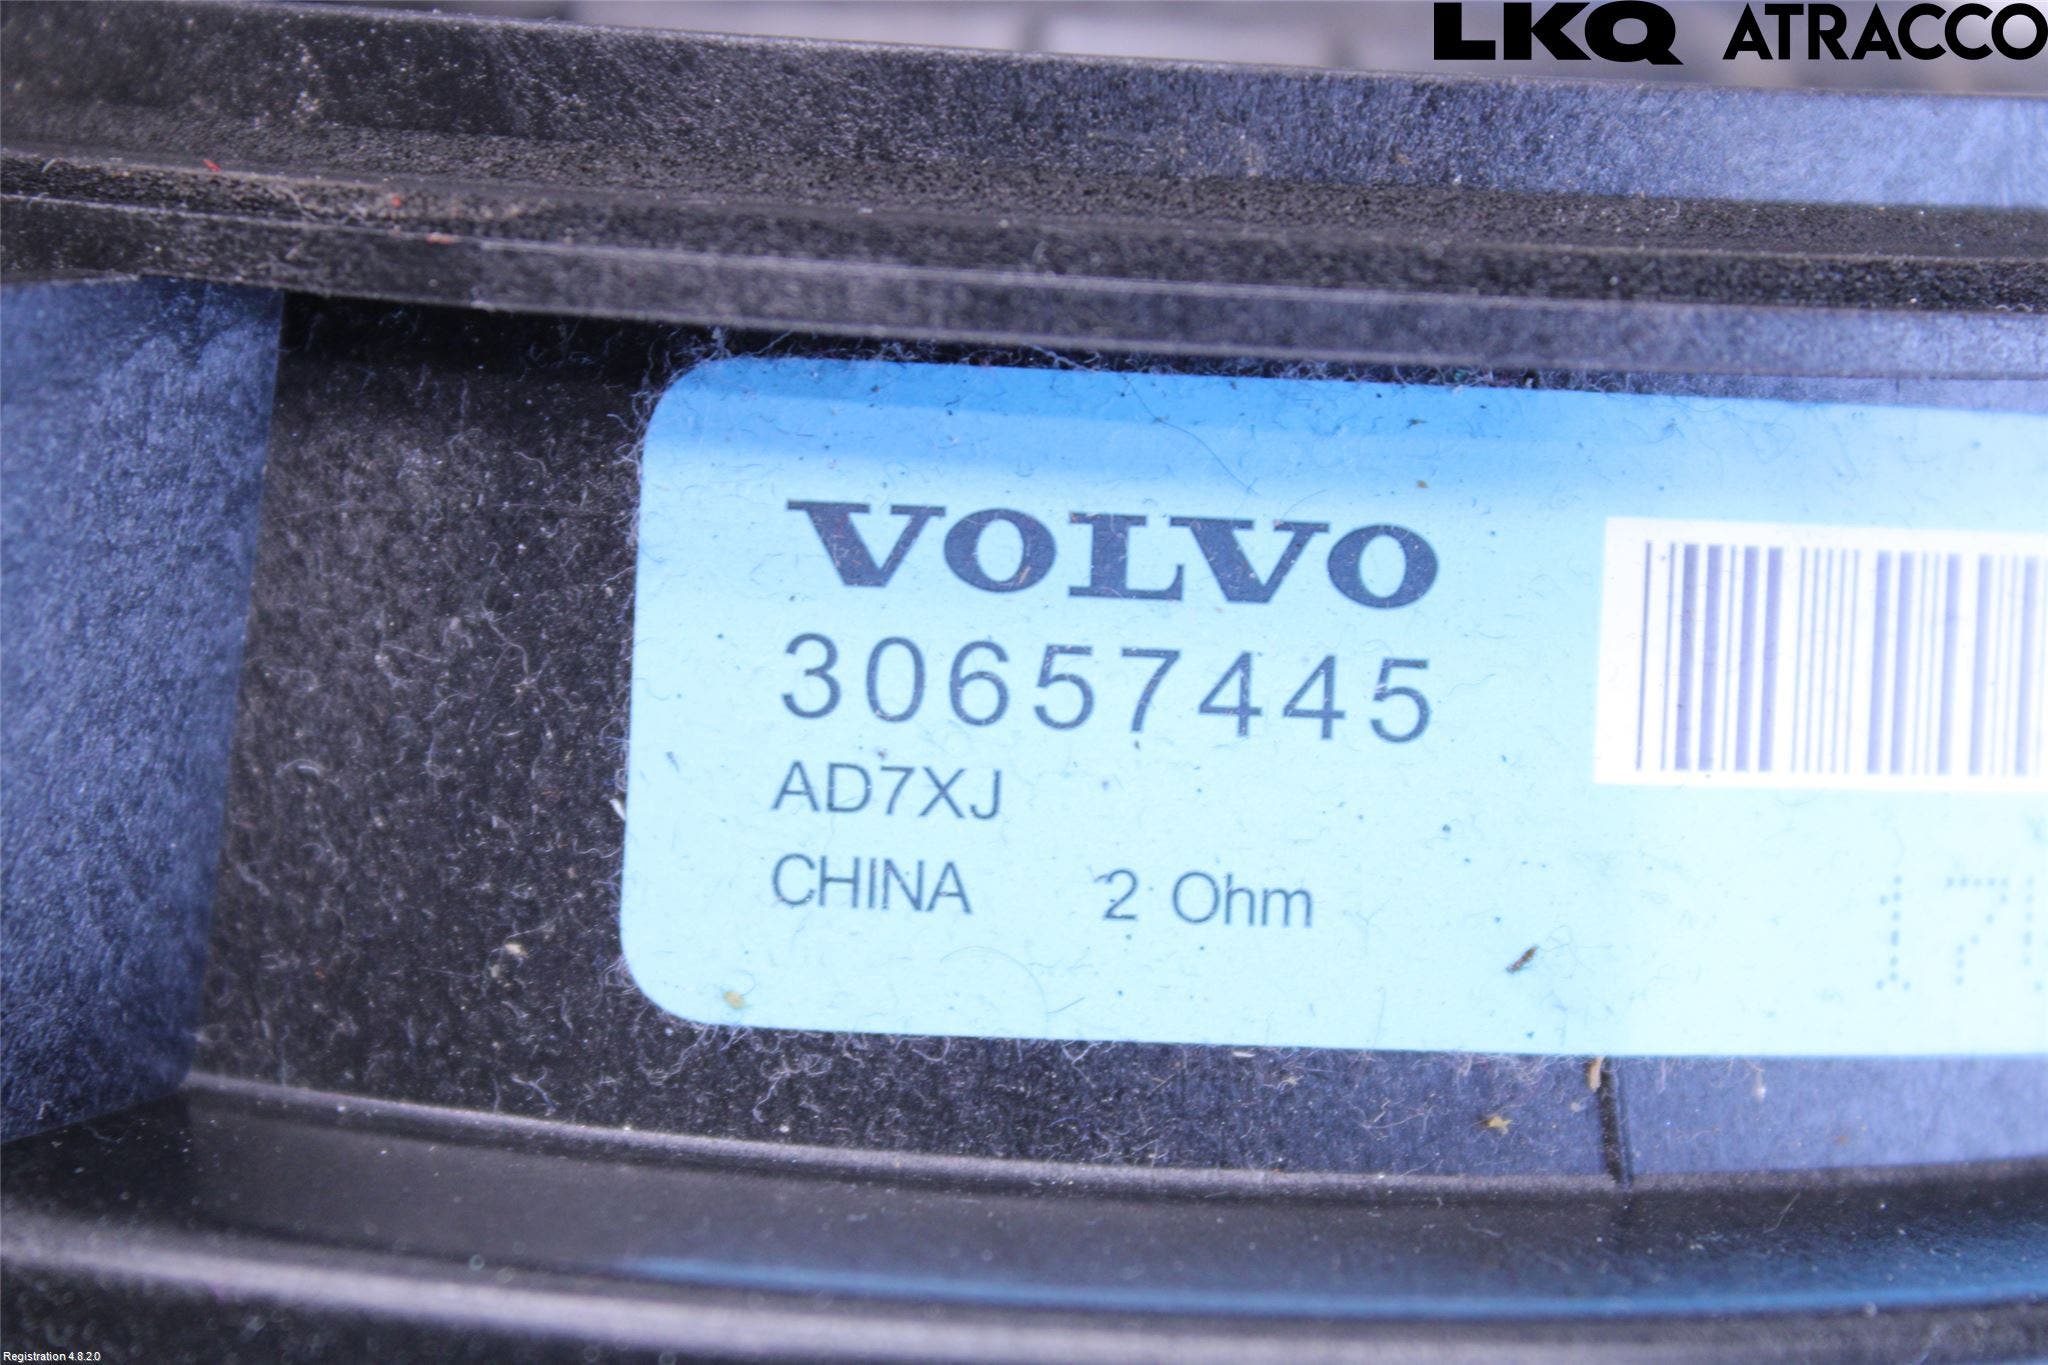 LKQ ATRACCO
VOLVO
30657445
AD7XJ
CHINA 2 Ohm
Registration 4.8.2.0